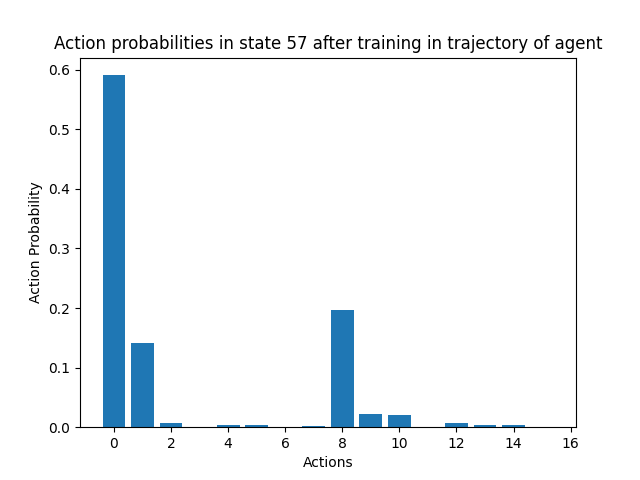 Action probabilities in state 57 after training in trajectory of agent
0.6
0.5
0.4
0.3
0.2
0.1
0.0
Action Probability
0 2 4 6 8 10 12 14 16
Actions